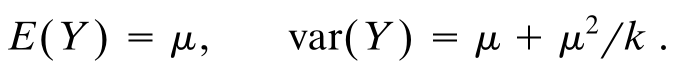 E(Y) = μ, var(Y) = μ + μ²/k .